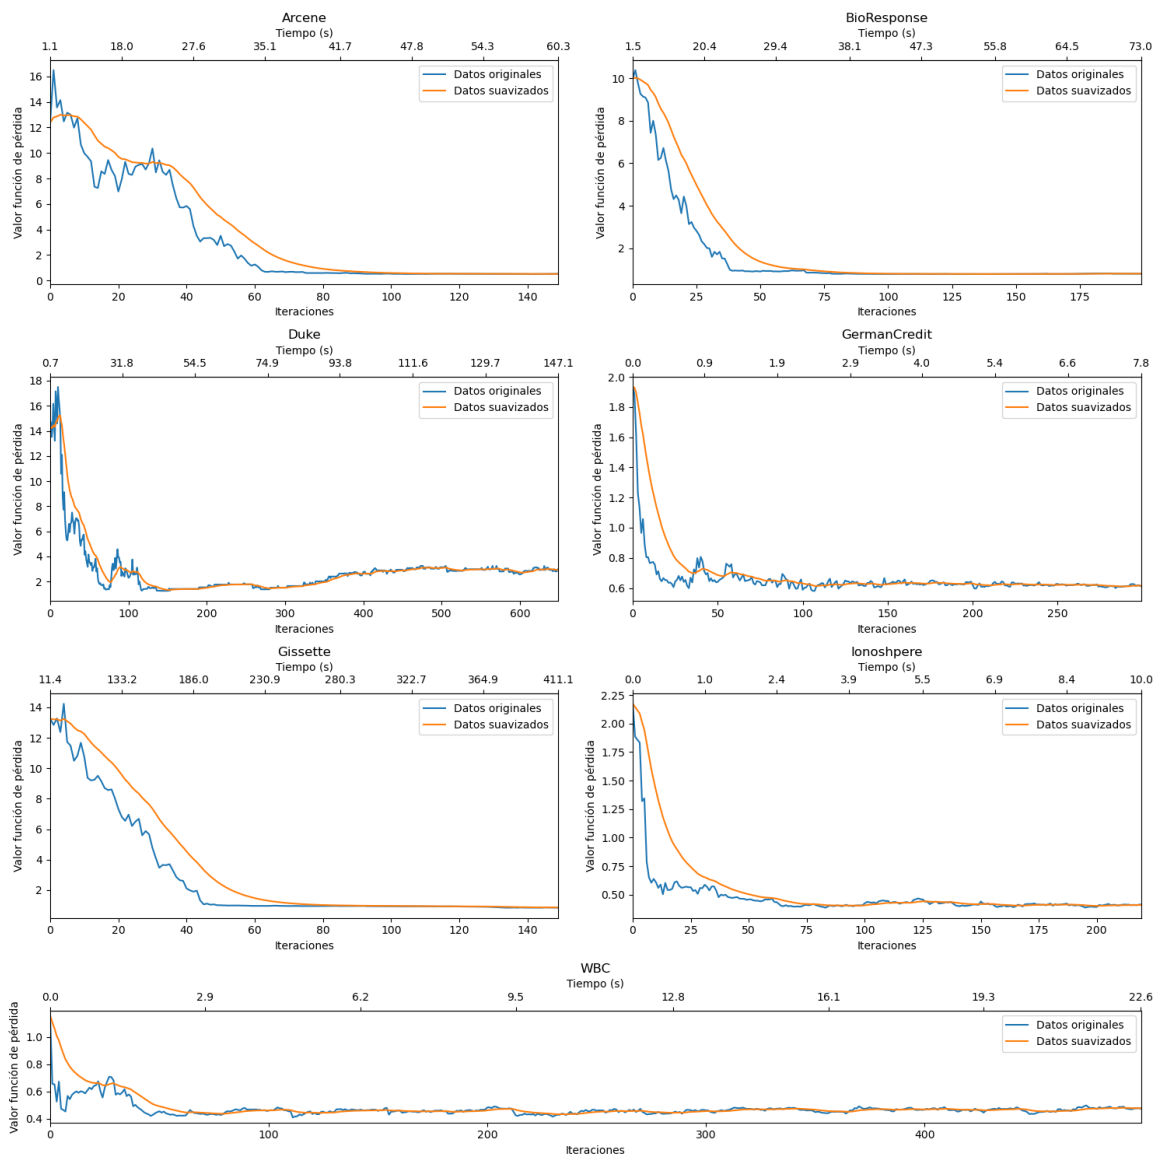 Arcene
Tiempo (s)
1.1 18.0 27.6 35.1 41.7 47.8 54.3 60.3
Valor función de pérdida
16
14
12
10
8
6
4
2
0
Datos originales
Datos suavizados
0 20 40 60 80 100 120 140
Iteraciones
BioResponse
Tiempo (s)
1.5 20.4 29.4 38.1 47.3 55.8 64.5 73.0
Valor función de pérdida
10
8
6
4
2
Datos originales
Datos suavizados
0 25 50 75 100 125 150 175
Iteraciones
Duke
Tiempo (s)
0.7 31.8 54.5 74.9 93.8 111.6 129.7 147.1
Valor función de pérdida
18
16
14
12
10
8
6
4
2
Datos originales
Datos suavizados
0 100 200 300 400 500 600
Iteraciones
GermanCredit
Tiempo (s)
0.0 0.9 1.9 2.9 4.0 5.4 6.6 7.8
Valor función de pérdida
2.0
1.8
1.6
1.4
1.2
1.0
0.8
0.6
Datos originales
Datos suavizados
0 50 100 150 200 250
Iteraciones
Gissette
Tiempo (s)
11.4 133.2 186.0 230.9 280.3 322.7 364.9 411.1
Valor función de pérdida
14
12
10
8
6
4
2
Datos originales
Datos suavizados
0 20 40 60 80 100 120 140
Iteraciones
Ionoshpere
Tiempo (s)
0.0 1.0 2.4 3.9 5.5 6.9 8.4 10.0
Valor función de pérdida
2.25
2.00
1.75
1.50
1.25
1.00
0.75
0.50
Datos originales
Datos suavizados
0 25 50 75 100 125 150 175 200
Iteraciones
WBC
Tiempo (s)
0.0 2.9 6.2 9.5 12.8 16.1 19.3 22.6
Valor función de pérdida
1.0
0.8
0.6
0.4
Datos originales
Datos suavizados
0 100 200 300 400
Iteraciones